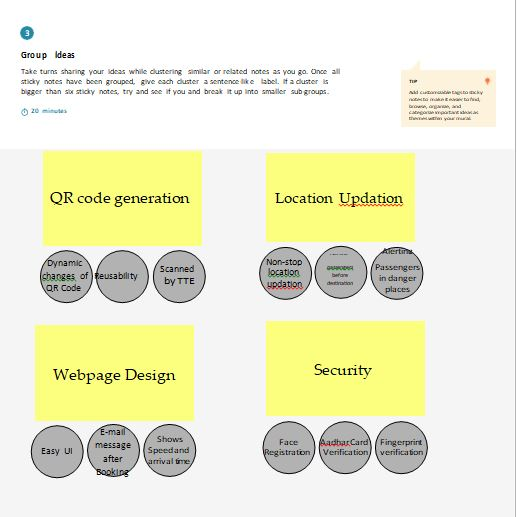 3
Group Ideas
Take turns sharing your ideas while clustering similar or related notes as you go. Once all
sticky notes have been grouped, give each cluster a sentence-like label. If a cluster is
bigger than six sticky notes, try and see if you and break it up into smaller sub-groups.
20 minutes
TIP
Add customizable tags to sticky
notes to make it easier to find,
browse, organize, and
categorize important ideas as
themes within your mural.
QR code generation
Dynamic
changes of
QR Code
Reusability
Scanned
by TTE
Location Updation
Non-stop
location
updation
before
destination
Alerting
Passengers
in danger
places
Webpage Design
Easy UI
E-mail
message
after
Booking
Shows
Speed and
arrival time
Security
Face
Registration
Aadhar Card
Verification
Fingerprint
verification